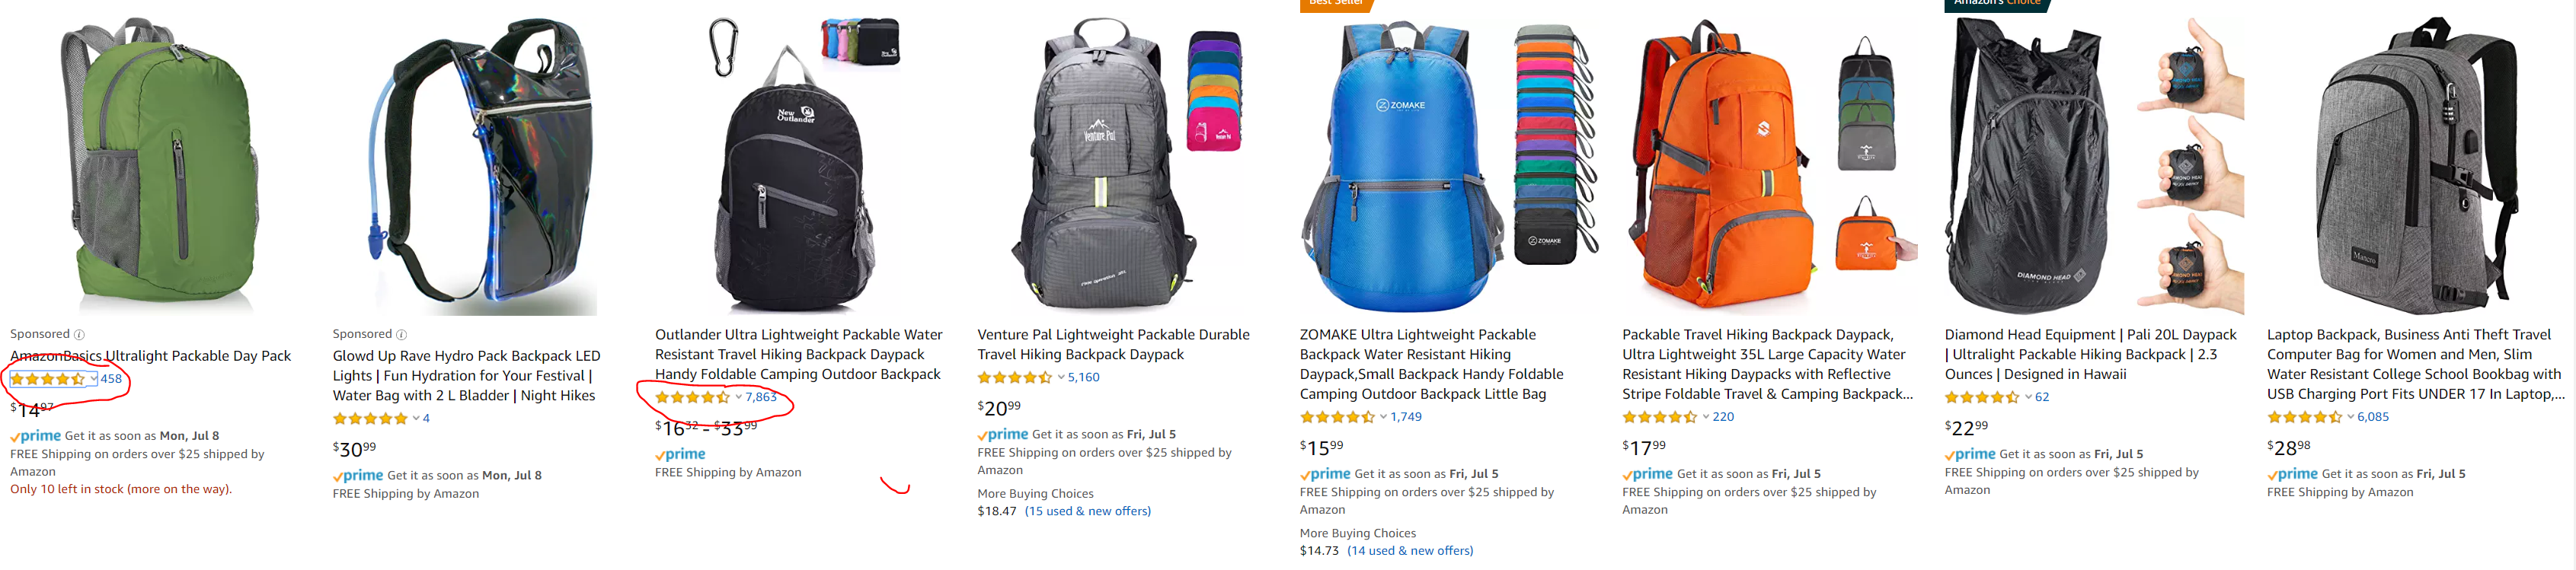 Best Seller
Amazon's Choice
New
Outlander
Venture Pal
ZOMAKE
ZOMAKE
DIAMOND HEAD
Mancro
Sponsored
AmazonBasics Ultralight Packable Day Pack
458
$14.97
prime Get it as soon as Mon, Jul 8
FREE Shipping on orders over $25 shipped by
Amazon
Only 10 left in stock (more on the way).
Sponsored
Glowd Up Rave Hydro Pack Backpack LED
Lights | Fun Hydration for Your Festival |
Water Bag with 2 L Bladder | Night Hikes
4
$30.99
prime Get it as soon as Mon, Jul 8
FREE Shipping by Amazon
Outlander Ultra Lightweight Packable Water
Resistant Travel Hiking Backpack Daypack
Handy Foldable Camping Outdoor Backpack
7,863
$16.32 - $33.99
prime
FREE Shipping by Amazon
Venture Pal Lightweight Packable Durable
Travel Hiking Backpack Daypack
5,160
$20.99
prime Get it as soon as Fri, Jul 5
FREE Shipping on orders over $25 shipped by
Amazon
More Buying Choices
$18.47 (15 used & new offers)
ZOMAKE Ultra Lightweight Packable
Backpack Water Resistant Hiking
Daypack,Small Backpack Handy Foldable
Camping Outdoor Backpack Little Bag
1,749
$15.99
prime Get it as soon as Fri, Jul 5
FREE Shipping on orders over $25 shipped by
Amazon
More Buying Choices
$14.73 (14 used & new offers)
Packable Travel Hiking Backpack Daypack,
Ultra Lightweight 35L Large Capacity Water
Resistant Hiking Daypacks with Reflective
Stripe Foldable Travel & Camping Backpack...
220
$17.99
prime Get it as soon as Fri, Jul 5
FREE Shipping on orders over $25 shipped by
Amazon
Diamond Head Equipment | Pali 20L Daypack
| Ultralight Packable Hiking Backpack | 2.3
Ounces | Designed in Hawaii
62
$22.99
prime Get it as soon as Fri, Jul 5
FREE Shipping on orders over $25 shipped by
Amazon
Laptop Backpack, Business Anti Theft Travel
Computer Bag for Women and Men, Slim
Water Resistant College School Bookbag with
USB Charging Port Fits UNDER 17 In Laptop,...
6,085
$28.98
prime Get it as soon as Fri, Jul 5
FREE Shipping by Amazon